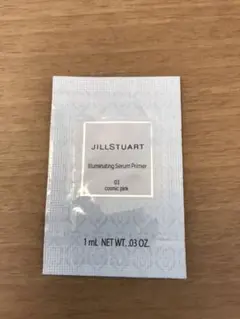 JILLSTUART
Illuminating Serum Primer
02
cosmic pink
1 mL NET WT. .03 OZ.